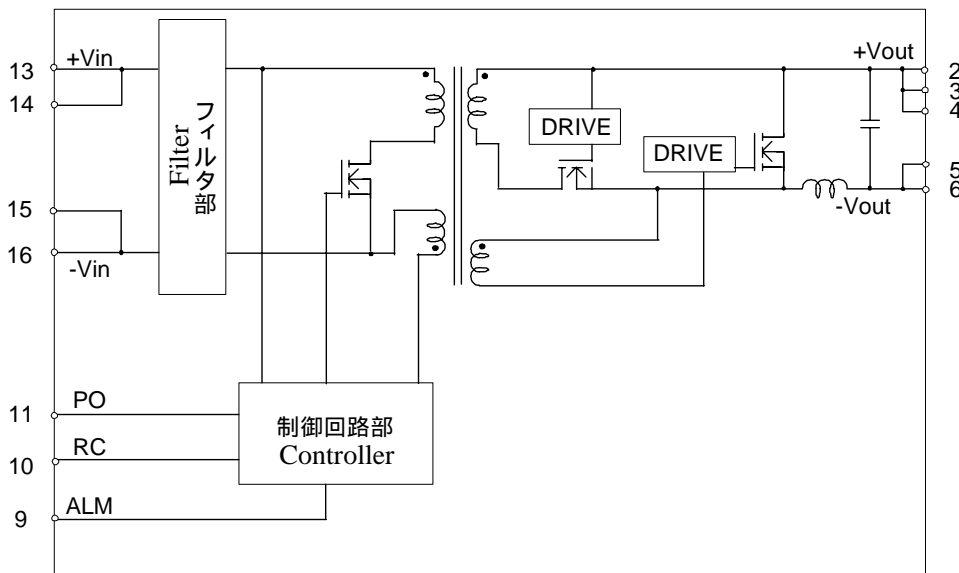 13
+Vin
14
15
16
-Vin
フィルタ部
Filter
DRIVE
DRIVE
+Vout
2
3
4
5
6
-Vout
11
PO
10
RC
9
ALM
制御回路部
Controller